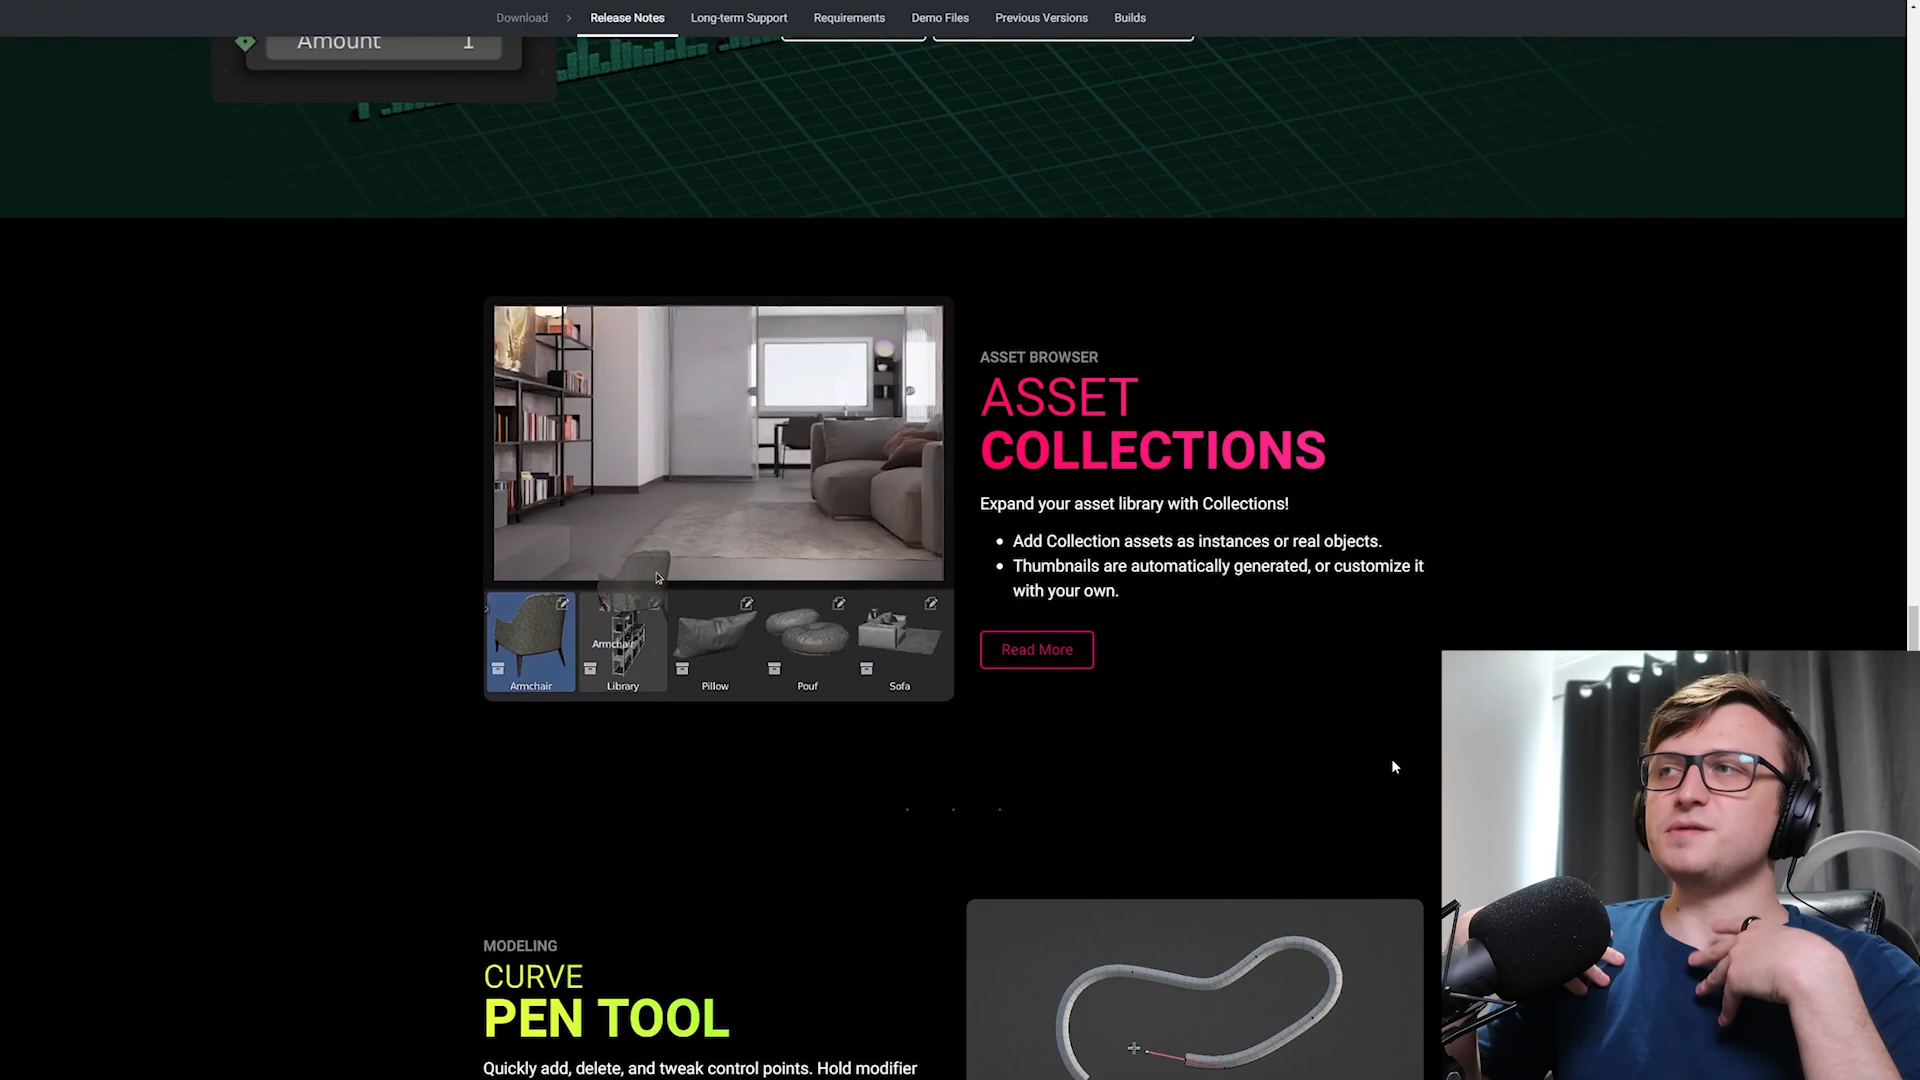 Download > Release Notes Long-term Support Requirements Demo Files Previous Versions Builds
Amount 1
ASSET BROWSER
ASSET
COLLECTIONS
Expand your asset library with Collections!
• Add Collection assets as instances or real objects.
• Thumbnails are automatically generated, or customize it
with your own.
Read More
Armchair
Armchair Library Pillow Pouf Sofa
MODELING
CURVE
PEN TOOL
Quickly add, delete, and tweak control points. Hold modifier